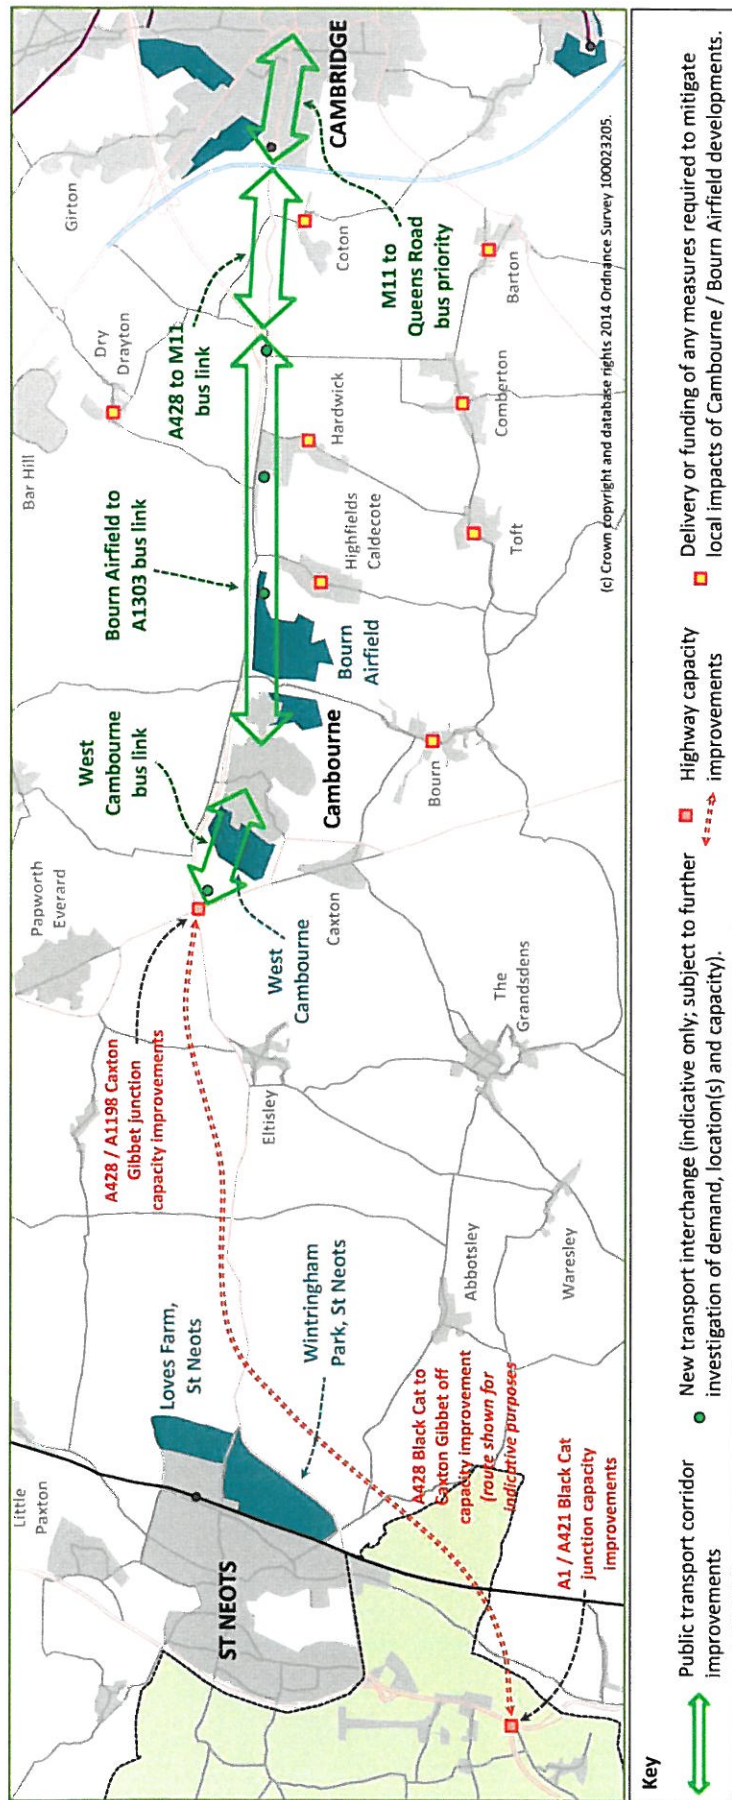 Little
Paxton
ST NEOTS
Loves Farm,
St Neots
Wintringham
Park, St Neots
A428 Black Cat to
Caxton Gibbet off
capacity improvement
(route shown for
indicative purposes
A1 / A421 Black Cat
junction capacity
improvements
Abbotsley
Waresley
A428 / A1198 Caxton
Gibbet junction
capacity improvements
Eltisley
The
Grandsdens
Papworth
Everard
West
Cambourne
Caxton
West
Cambourne
bus link
Cambourne
Bourn
Bourn Airfield to
A1303 bus link
Bourn
Airfield
Highfields
Caldecote
Toft
Bar Hill
Dry
Drayton
Hardwick
Comberton
A428 to M11
bus link
Girton
Coton
M11 to
Queens Road
bus priority
Barton
CAMBRIDGE
(c) Crown copyright and database rights 2014 Ordnance Survey 100023205.
Key
Public transport corridor
improvements
New transport interchange (indicative only; subject to further
investigation of demand, location(s) and capacity).
Highway capacity
improvements
Delivery or funding of any measures required to mitigate
local impacts of Cambourne / Bourn Airfield developments.